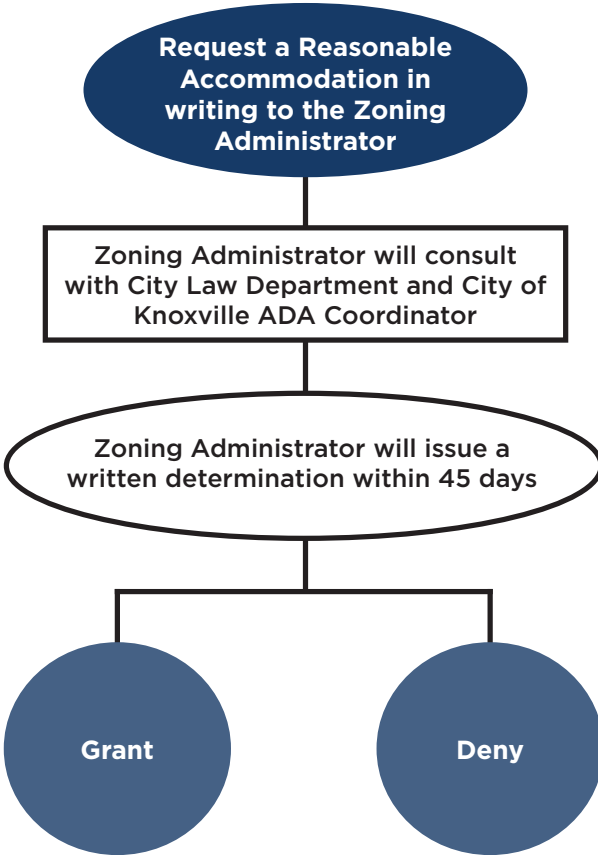 Request a Reasonable
Accommodation in
writing to the Zoning
Administrator
Zoning Administrator will consult
with City Law Department and City of
Knoxville ADA Coordinator
Zoning Administrator will issue a
written determination within 45 days
Grant
Deny